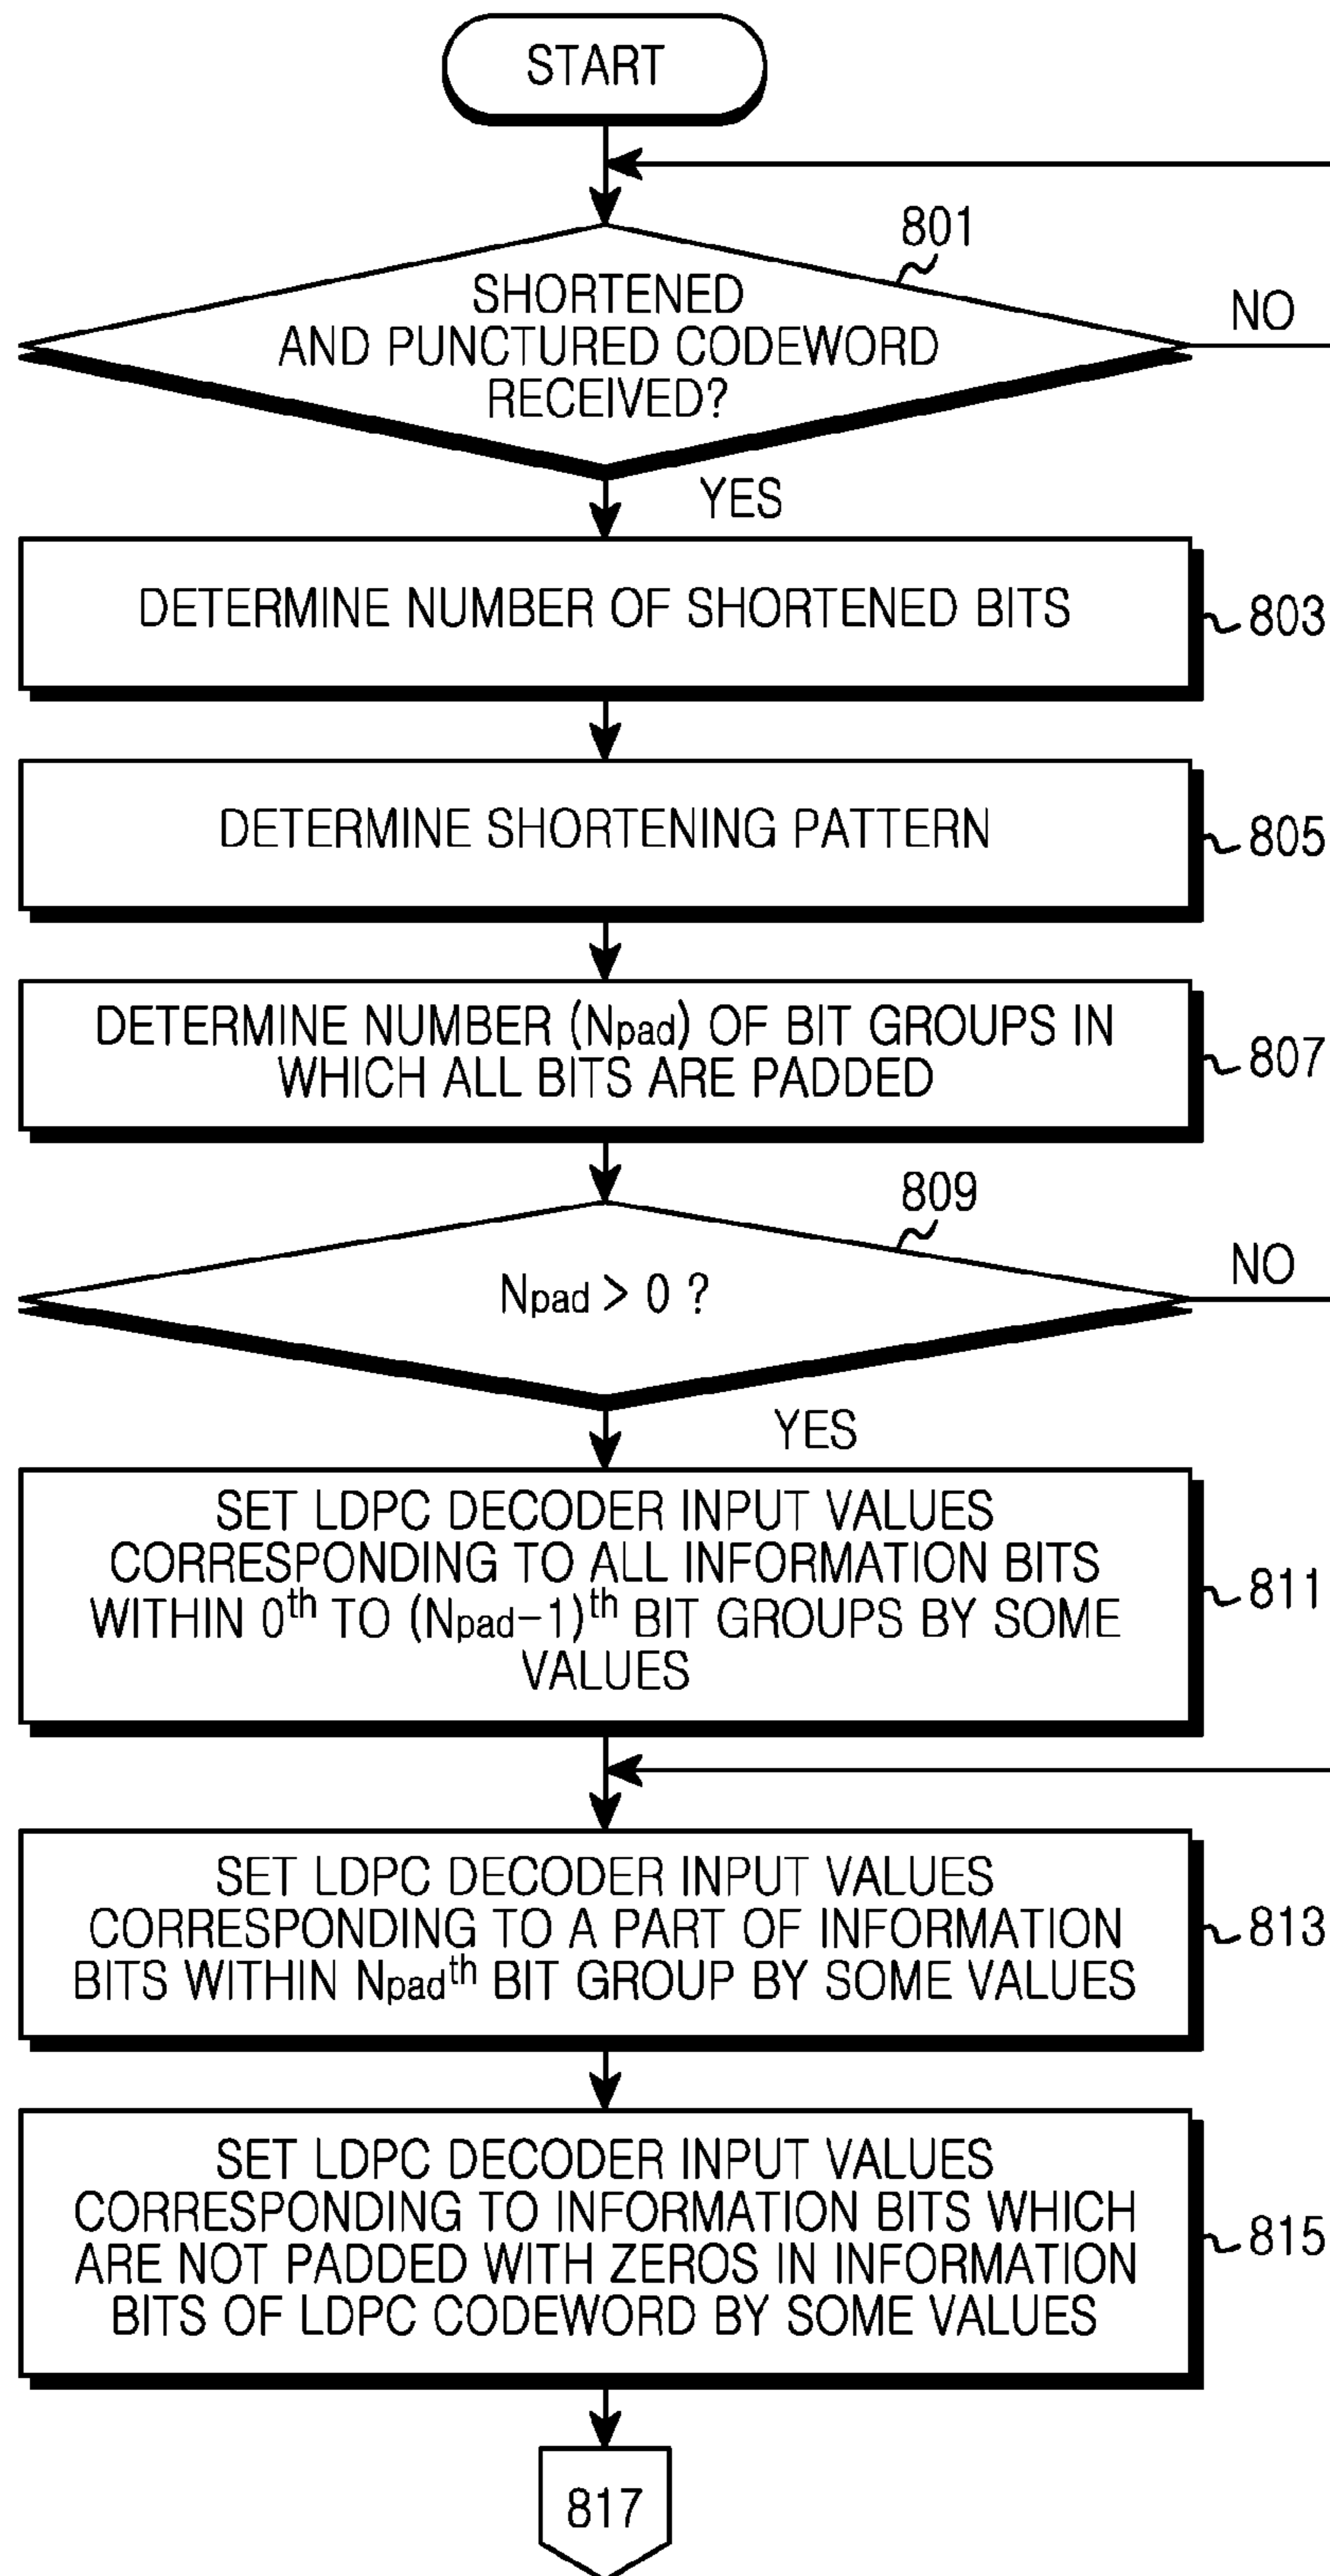 START
801
SHORTENED
AND PUNCTURED CODEWORD
RECEIVED?
NO
YES
DETERMINE NUMBER OF SHORTENED BITS
803
DETERMINE SHORTENING PATTERN
805
DETERMINE NUMBER (Npad) OF BIT GROUPS IN
WHICH ALL BITS ARE PADDED
807
809
Npad > 0 ?
NO
YES
SET LDPC DECODER INPUT VALUES
CORRESPONDING TO ALL INFORMATION BITS
WITHIN 0th TO (Npad-1)th BIT GROUPS BY SOME
VALUES
811
SET LDPC DECODER INPUT VALUES
CORRESPONDING TO A PART OF INFORMATION
BITS WITHIN Npadth BIT GROUP BY SOME VALUES
813
SET LDPC DECODER INPUT VALUES
CORRESPONDING TO INFORMATION BITS WHICH
ARE NOT PADDED WITH ZEROS IN INFORMATION
BITS OF LDPC CODEWORD BY SOME VALUES
815
817